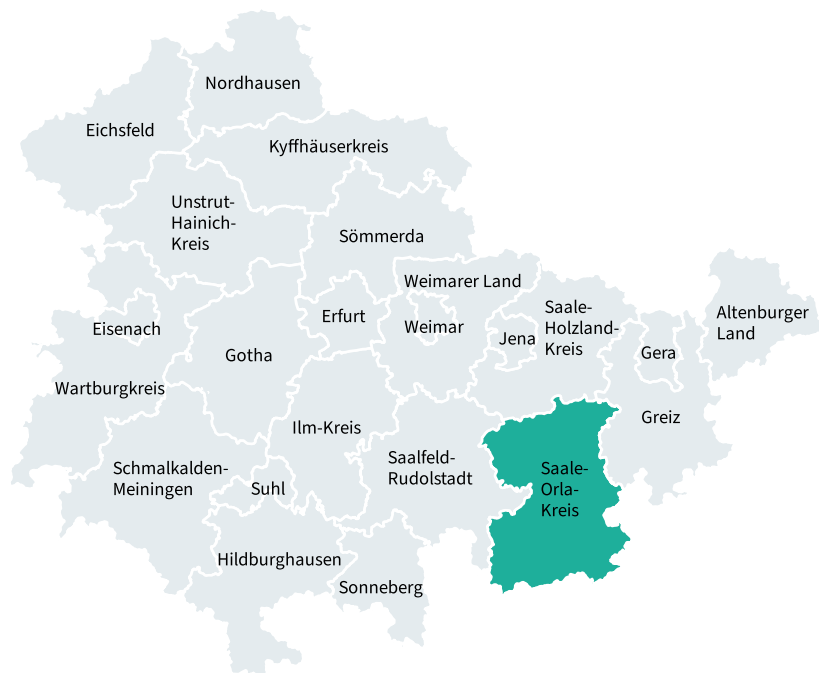 Nordhausen
Eichsfeld
Kyffhäuserkreis
Unstrut-
Hainich-
Kreis
Sömmerda
Weimarer Land
Saale-
Holzland-
Kreis
Altenburger
Land
Eisenach
Erfurt
Weimar
Jena
Gera
Gotha
Wartburgkreis
Greiz
Ilm-Kreis
Saalfeld-
Rudolstadt
Schmalkalden-
Meiningen
Suhl
Saale-
Orla-
Kreis
Hildburghausen
Sonneberg